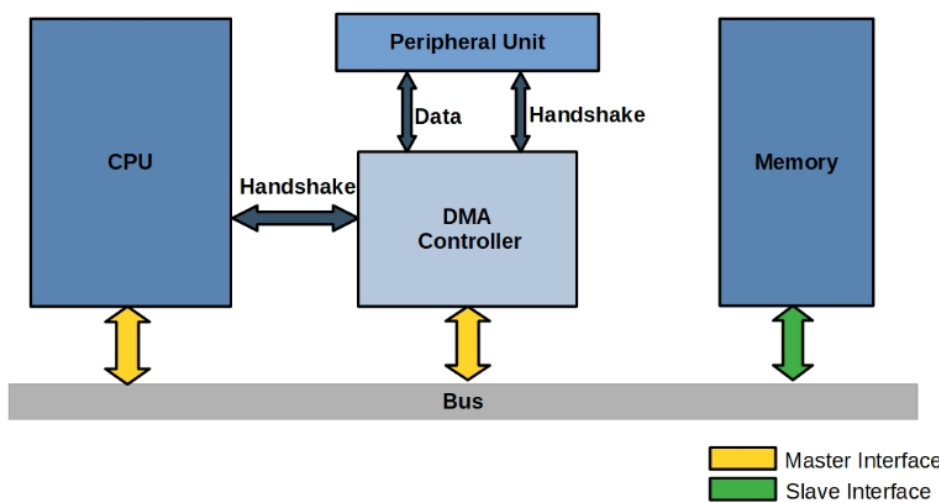 Peripheral Unit
Data
Handshake
CPU
Memory
Handshake
DMA
Controller
Bus
Master Interface
Slave Interface